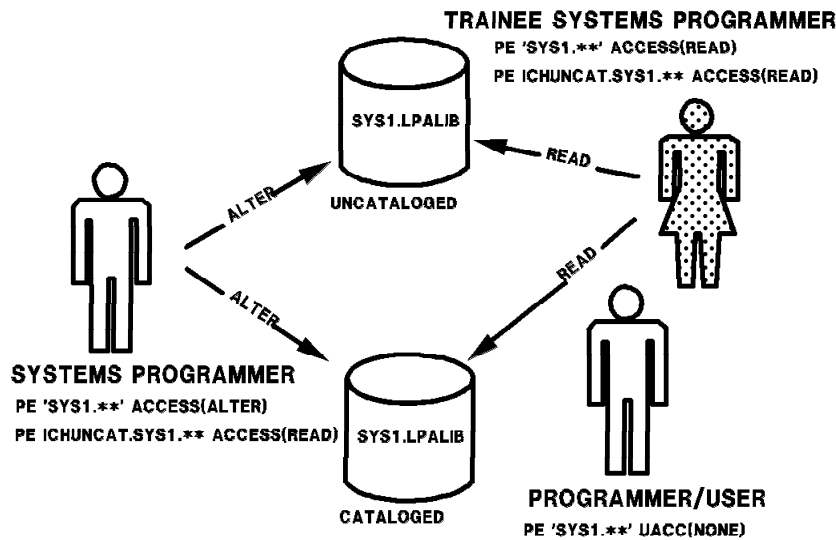 TRAINEE SYSTEMS PROGRAMMER
PE 'SYS1.**' ACCESS(READ)
PE ICHUNCAT.SYS1.** ACCESS(READ)
SYS1.LPALIB
READ
ALTER
UNCATALOGED
READ
ALTER
SYSTEMS PROGRAMMER
PE 'SYS1.**' ACCESS(ALTER)
PE ICHUNCAT.SYS1.** ACCESS(READ)
SYS1.LPALIB
CATALOGED
PROGRAMMER/USER
PE 'SYS1.**' UACC(NONE)